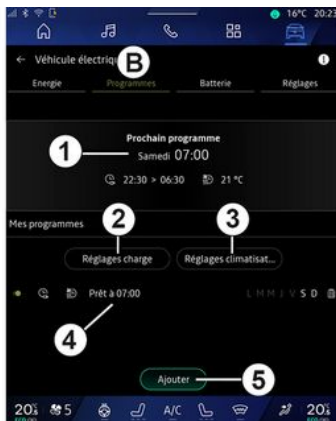 16°C 20:23
← Véhicule électriqu
B
Energie Programmes Batterie Réglages
Prochain programme
1
Samedi 07:00
22:30 > 06:30 21 °C
Mes programmes
2 3
Réglages charge Réglages climatisat...
Prêt à 07:00 L M M J V S D
4
Ajouter 5
20 5 A/C 20